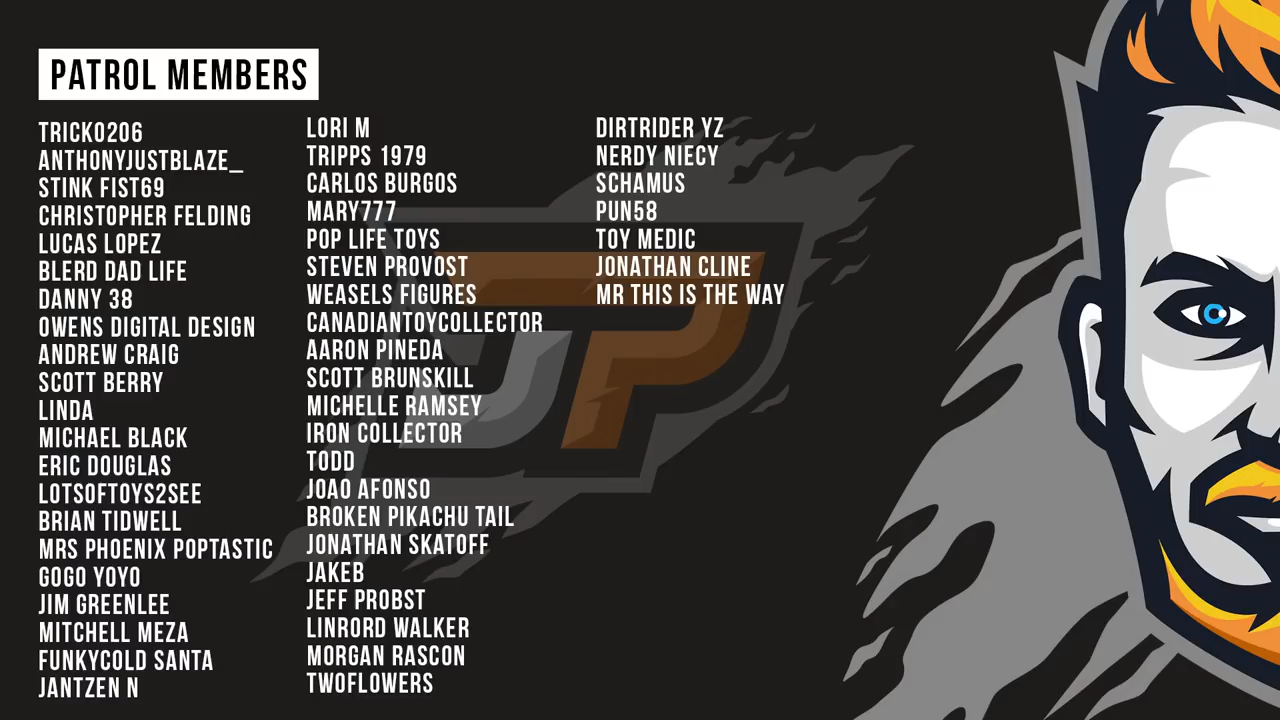 PATROL MEMBERS
TRICKO206
ANTHONYJUSTBLAZE_
STINK FIST69
CHRISTOPHER FELDING
LUCAS LOPEZ
BLERD DAD LIFE
DANNY 38
OWENS DIGITAL DESIGN
ANDREW CRAIG
SCOTT BERRY
LINDA
MICHAEL BLACK
ERIC DOUGLAS
LOTSOFTOYS2SEE
BRIAN TIDWELL
MRS PHOENIX POPTASTIC
GOGO YOYO
JIM GREENLEE
MITCHELL MEZA
FUNKYCOLD SANTA
JANTZEN N
LORI M
TRIPPS 1979
CARLOS BURGOS
MARY777
POP LIFE TOYS
STEVEN PROVOST
WEASELS FIGURES
CANADIANTOYCOLLECTOR
AARON PINEDA
SCOTT BRUNSKILL
MICHELLE RAMSEY
IRON COLLECTOR
TODD
JOAO AFONSO
BROKEN PIKACHU TAIL
JONATHAN SKATOFF
JAKEB
JEFF PROBST
LINRORD WALKER
MORGAN RASCON
TWOFLOWERS
DIRTRIDER YZ
NERDY NIECY
SCHAMUS
PUN58
TOY MEDIC
JONATHAN CLINE
MR THIS IS THE WAY
JP